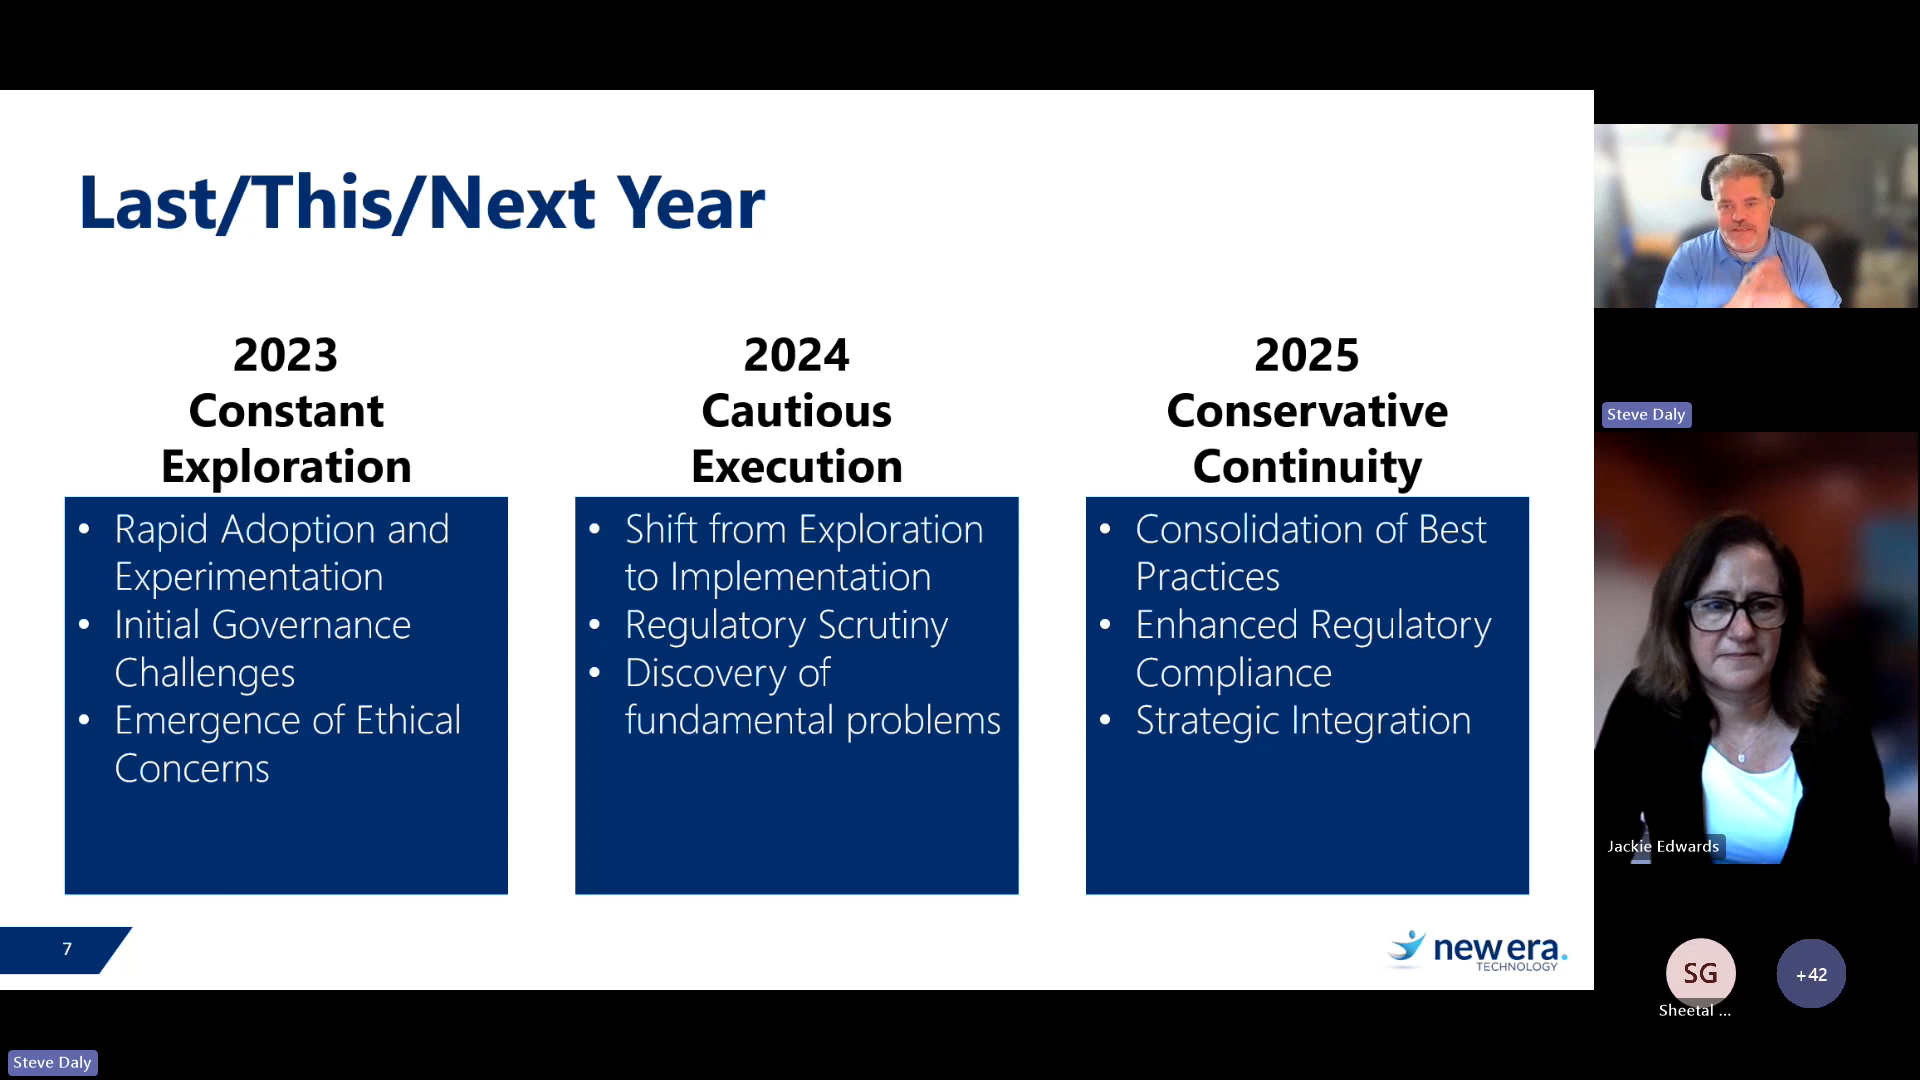 Last/This/Next Year
2023
Constant
Exploration
• Rapid Adoption and
Experimentation
• Initial Governance
Challenges
• Emergence of Ethical
Concerns
2024
Cautious
Execution
• Shift from Exploration
to Implementation
• Regulatory Scrutiny
• Discovery of
fundamental problems
2025
Conservative
Continuity
• Consolidation of Best
Practices
• Enhanced Regulatory
Compliance
• Strategic Integration
7
new era.
TECHNOLOGY
Steve Daly
Jackie Edwards
SG
Sheetal ...
+42
Steve Daly